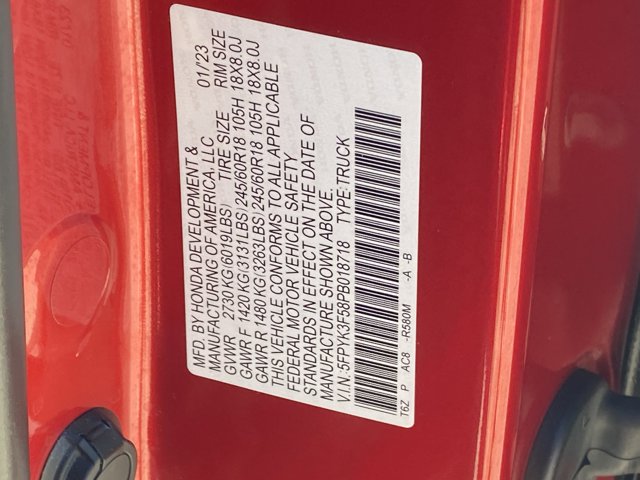 MFD. BY HONDA DEVELOPMENT &
MANUFACTURING OF AMERICA, LLC 01/'23
GVWR 2730 KG(6019LBS) TIRE SIZE RIM SIZE
GAWR F 1420 KG(3131LBS) 245/60R18 105H 18X8.0J
GAWR R 1480 KG(3263LBS) 245/60R18 105H 18X8.0J
THIS VEHICLE CONFORMS TO ALL APPLICABLE
FEDERAL MOTOR VEHICLE SAFETY
STANDARDS IN EFFECT ON THE DATE OF
MANUFACTURE SHOWN ABOVE.
V.I.N.:5FPYK3F58PB018718 TYPE:TRUCK
T6Z P AC8 -R580M -A -B